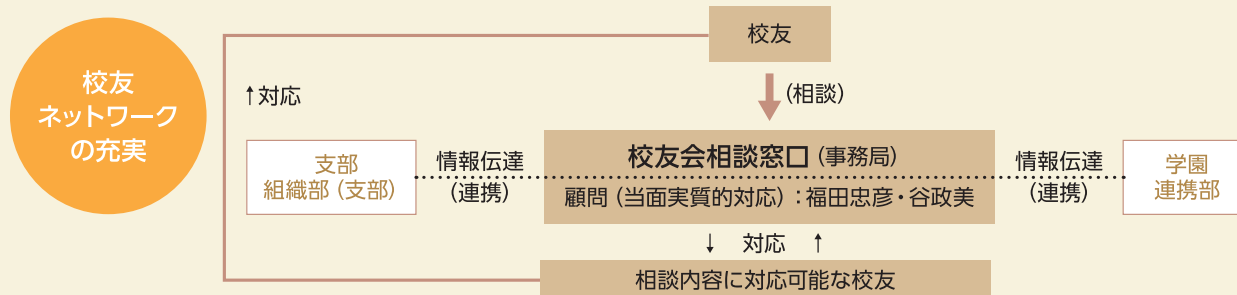 校友
ネットワーク
の充実
校友
↑対応
(相談)
支部
組織部(支部)
情報伝達
(連携)
校友会相談窓口(事務局)
顧問(当面実質的対応):福田忠彦・谷政美
情報伝達
(連携)
学園
連携部
↓ 対応 ↑
相談内容に対応可能な校友